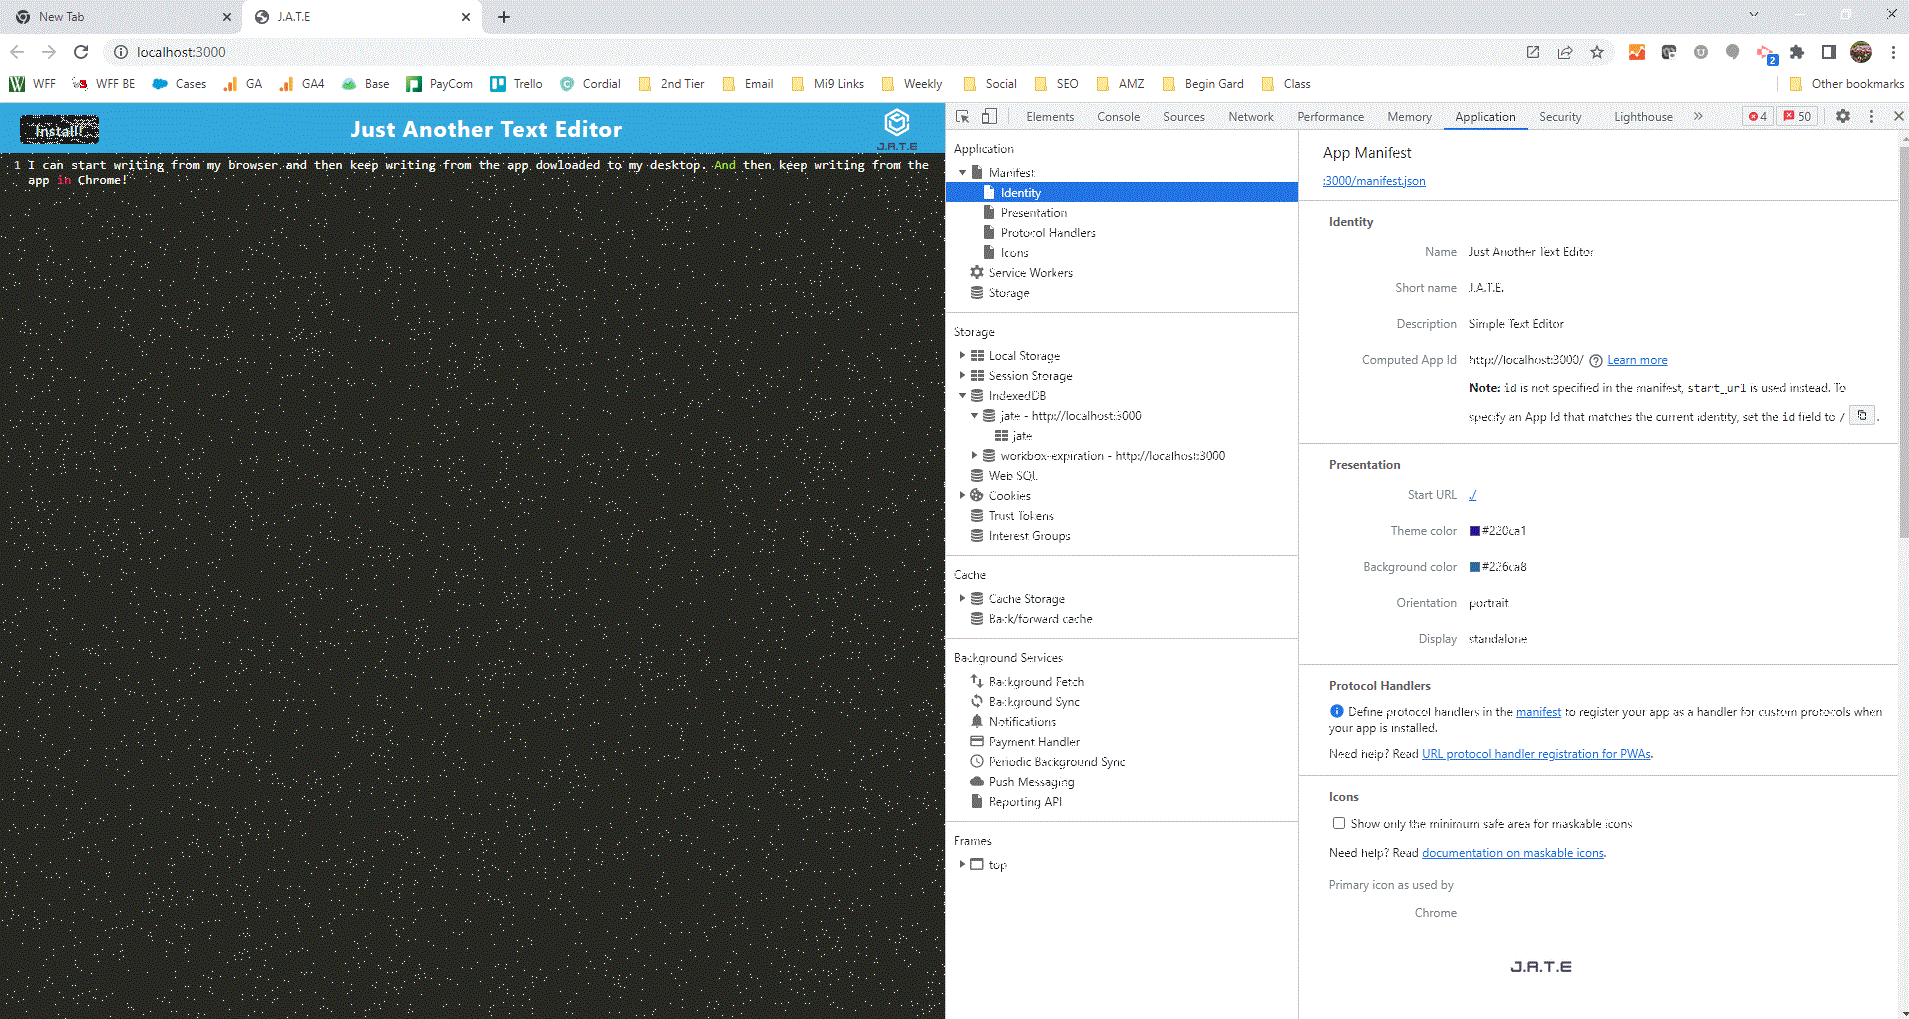 New Tab
J.A.T.E
localhost:3000
2
WFF WFF BE Cases GA GA4 Base PayCom Trello Cordial 2nd Tier Email Mi9 Links Weekly Social SEO AMZ Begin Gard Class Other bookmarks
Install!
Just Another Text Editor
J.A.T.E
1 I can start writing from my browser and then keep writing from the app dowloaded to my desktop. And then keep writing from the
app in Chrome!
Elements Console Sources Network Performance Memory Application Security Lighthouse 4 50
Application
Manifest
Identity
Presentation
Protocol Handlers
Icons
Service Workers
Storage
Storage
Local Storage
Session Storage
IndexedDB
jate - http://localhost:3000
jate
workbox-expiration - http://localhost:3000
Web SQL
Cookies
Trust Tokens
Interest Groups
Cache
Cache Storage
Back/forward cache
Background Services
Background Fetch
Background Sync
Notifications
Payment Handler
Periodic Background Sync
Push Messaging
Reporting API
Frames
top
App Manifest
:3000/manifest.json
Identity
Name Just Another Text Editor
Short name J.A.T.E.
Description Simple Text Editor
Computed App Id http://localhost:3000/ Learn more
Note: id is not specified in the manifest, start_url is used instead. To
specify an App Id that matches the current identity, set the id field to / .
Presentation
Start URL ./
Theme color #220ca1
Background color #226ca8
Orientation portrait
Display standalone
Protocol Handlers
Define protocol handlers in the manifest to register your app as a handler for custom protocols when
your app is installed.
Need help? Read URL protocol handler registration for PWAs.
Icons
Show only the minimum safe area for maskable icons
Need help? Read documentation on maskable icons.
Primary icon as used by
Chrome
J.A.T.E